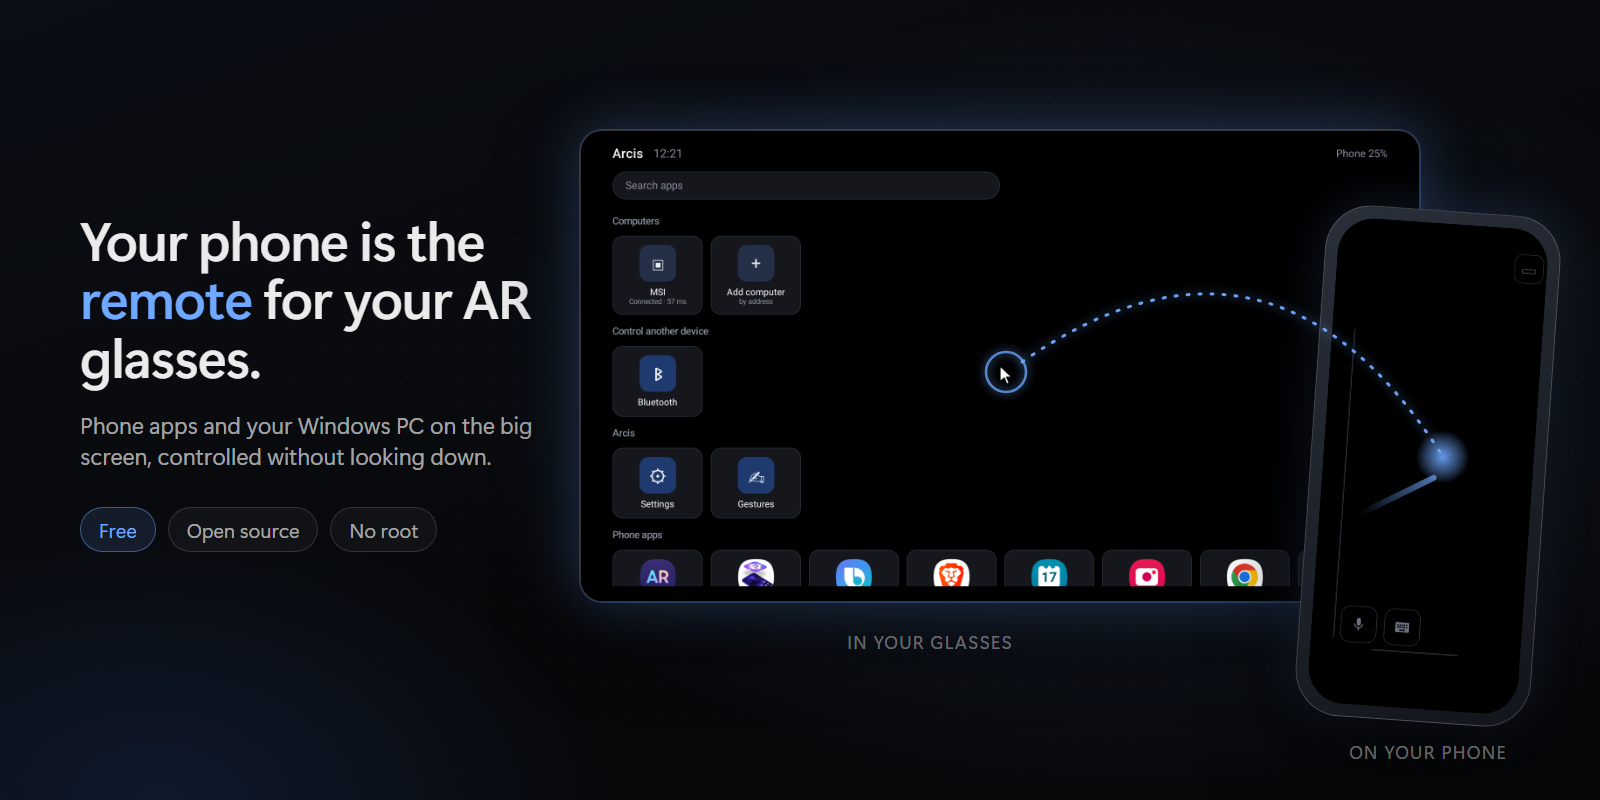 Your phone is the
remote for your AR
glasses.
Phone apps and your Windows PC on the big
screen, controlled without looking down.
Free
Open source
No root
Arcis 12:21
Phone 25%
Search apps
Computers
MSI
Connected · 57 ms
Add computer
by address
Control another device
Bluetooth
Arcis
Settings
Gestures
Phone apps
AR
17
IN YOUR GLASSES
ON YOUR PHONE